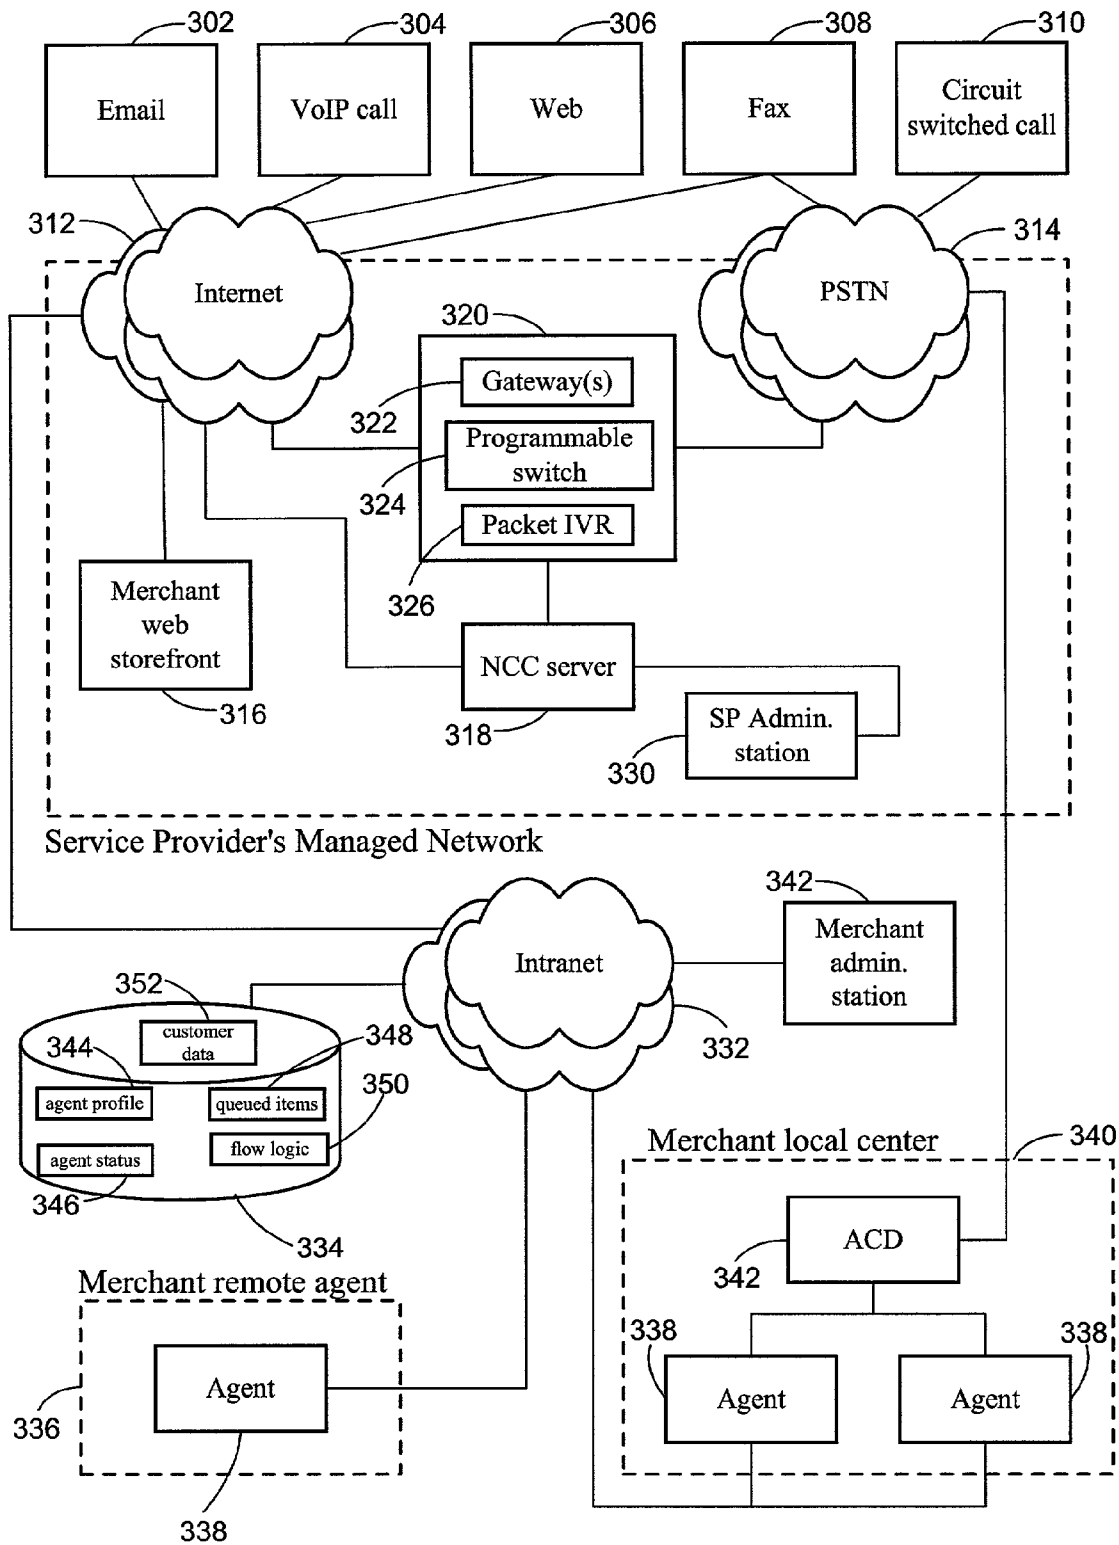 302
304
306
308
310
Email
VoIP call
Web
Fax
Circuit
switched call
312
314
Internet
PSTN
320
Gateway(s)
322
Programmable
switch
324
Packet IVR
326
Merchant
web
storefront
316
NCC server
318
SP Admin.
station
330
Service Provider's Managed Network
342
Merchant
admin.
station
Intranet
332
352
customer
data
344
348
agent profile
queued items
350
flow logic
agent status
346
334
Merchant local center
340
ACD
342
Merchant remote agent
338
338
Agent
Agent
Agent
336
338